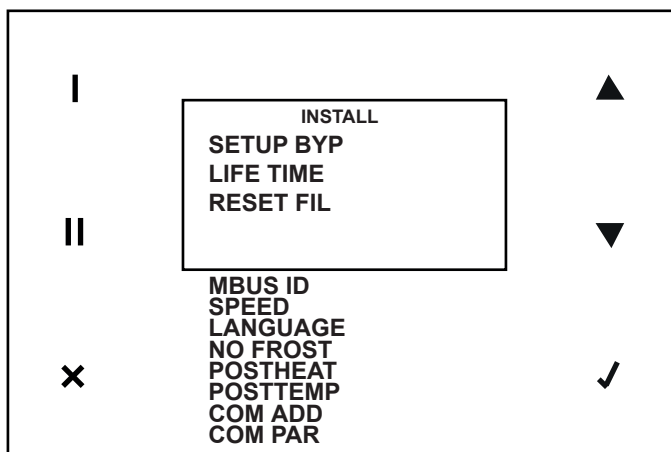 I
INSTALL
SETUP BYP
LIFE TIME
RESET FIL
II
MBUS ID
SPEED
LANGUAGE
NO FROST
POSTHEAT
POSTTEMP
COM ADD
COM PAR